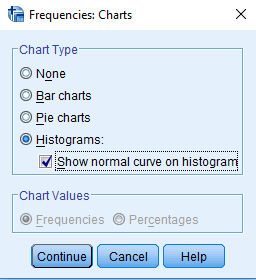 Frequencies: Charts
Chart Type
None
Bar charts
Pie charts
Histograms:
Show normal curve on histogram
Chart Values
Frequencies Percentages
Continue Cancel Help